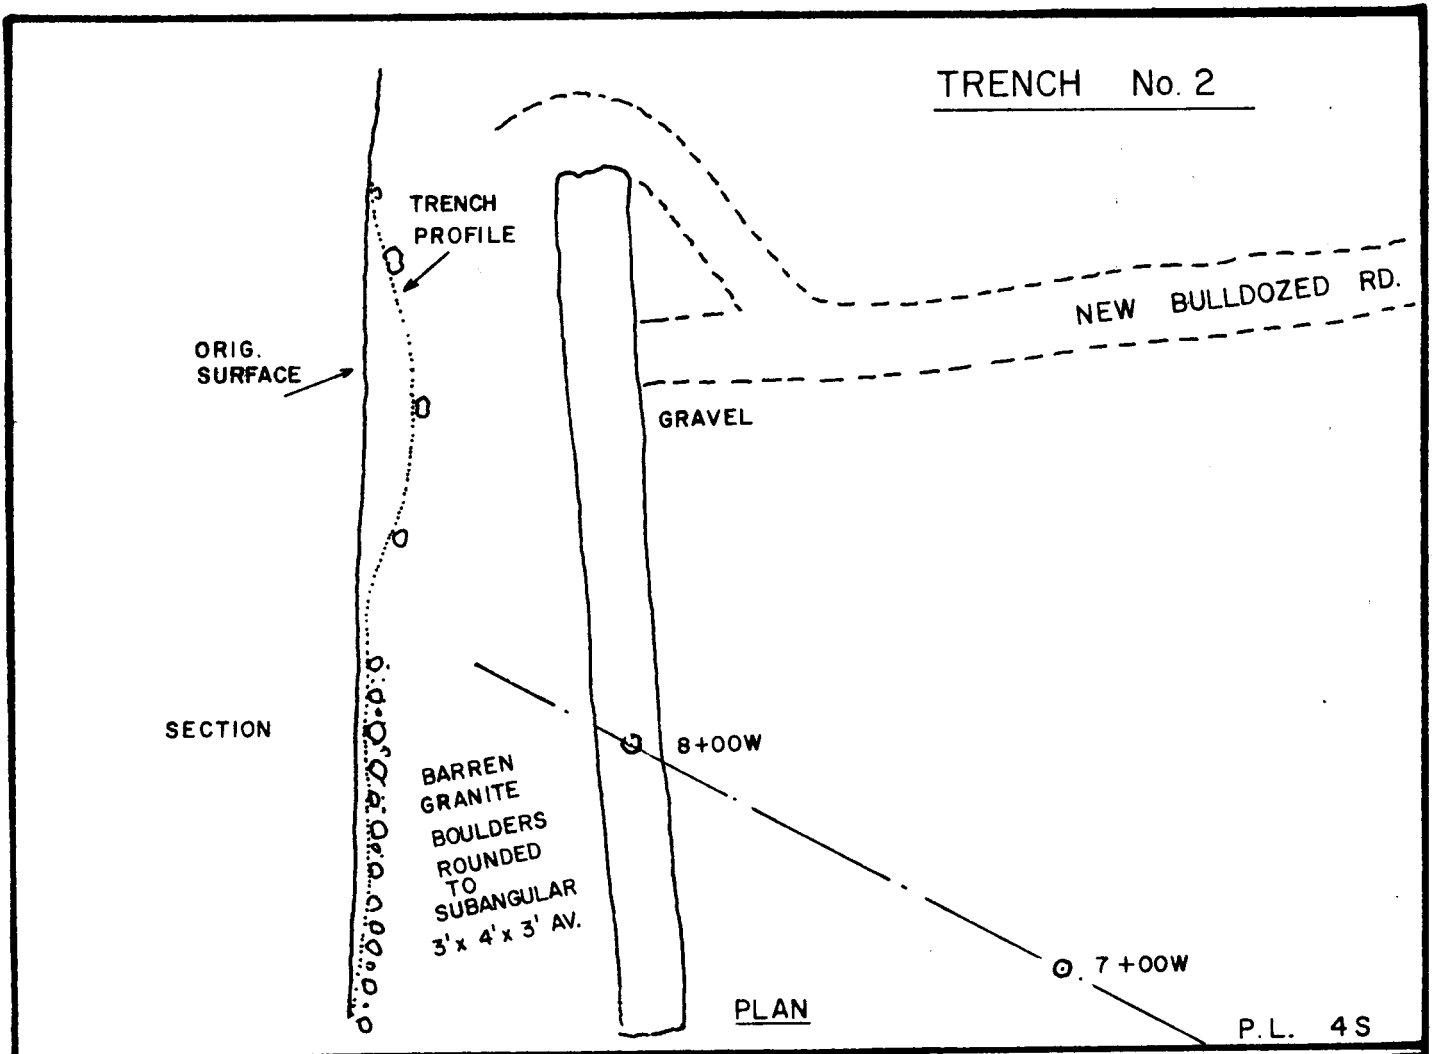 TRENCH No. 2
TRENCH
PROFILE
NEW BULLDOZED RD.
ORIG.
SURFACE
GRAVEL
SECTION
8+00W
BARREN
GRANITE
BOULDERS
ROUNDED
TO
SUBANGULAR
3' x 4' x 3' AV.
7+00W
PLAN
P.L. 4S